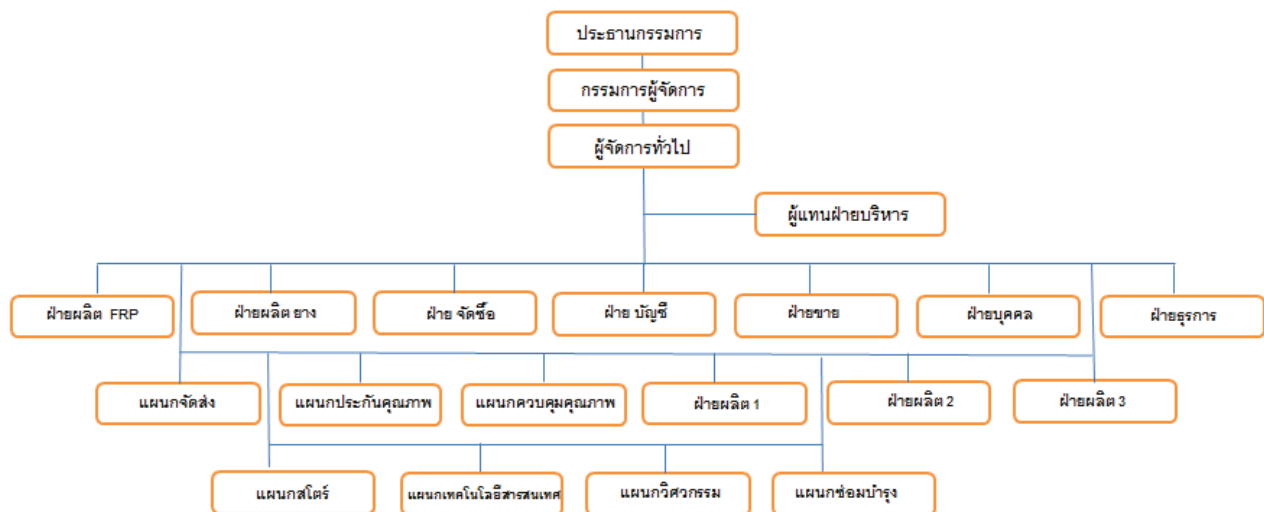 ประธานกรรมการ
กรรมการผู้จัดการ
ผู้จัดการทั่วไป
ผู้แทนฝ่ายบริหาร
ฝ่ายผลิต FRP
ฝ่ายผลิต ยาง
ฝ่าย จัดซื้อ
ฝ่าย บัญชี
ฝ่ายขาย
ฝ่ายบุคคล
ฝ่ายธุรการ
แผนกจัดส่ง
แผนกประกันคุณภาพ
แผนกควบคุมคุณภาพ
ฝ่ายผลิต 1
ฝ่ายผลิต 2
ฝ่ายผลิต 3
แผนกสโตร์
แผนกเทคโนโลยีสารสนเทศ
แผนกวิศวกรรม
แผนกซ่อมบำรุง